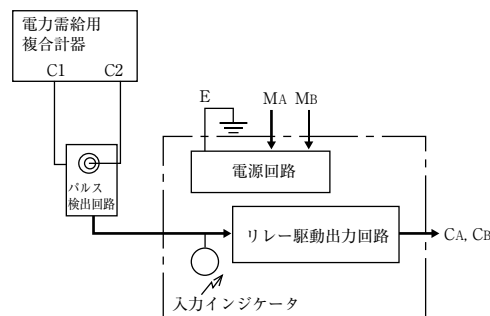 電力需給用
複合計器
C1 C2
E MA MB
電源回路
パルス
検出回路
リレー駆動出力回路
CA, CB
入力インジケータ